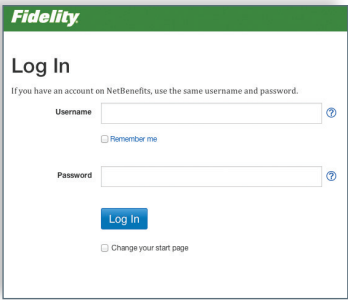 Fidelity
Log In
If you have an account on NetBenefits, use the same username and password.
Username
?
Remember me
Password
?
Log In
Change your start page